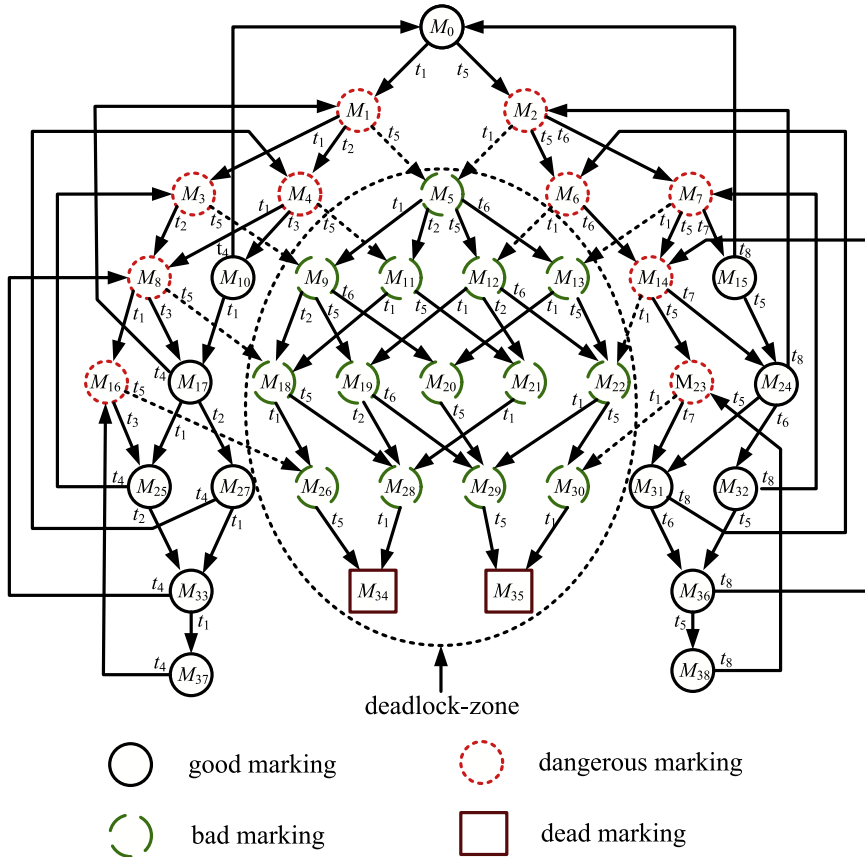 M0
t1 t5
M1 M2
t1 t2 t5 t1 t5 t6
M3 M4 M5 M6 M7
t2 t5 t1 t3 t5 t1 t2 t5 t6 t1 t6 t1 t5 t7
t4 t8
M8 M10 M9 M11 M12 M13 M14 M15
t1 t3 t5 t1 t2 t5 t6 t1 t5 t1 t2 t6 t1 t5 t1 t5 t7 t5
t4 t8
M16 M17 M18 M19 M20 M21 M22 M23 M24
t3 t5 t1 t2 t1 t5 t2 t6 t5 t1 t1 t5 t1 t7 t5 t6
t4 t4 t8 t8
M25 M27 M26 M28 M29 M30 M31 M32
t2 t1 t5 t1 t5 t1 t6 t5
t4 M33 M34 M35 M36 t8
t1 t5
t4 M37 M38 t8
deadlock-zone
good marking dangerous marking
bad marking dead marking